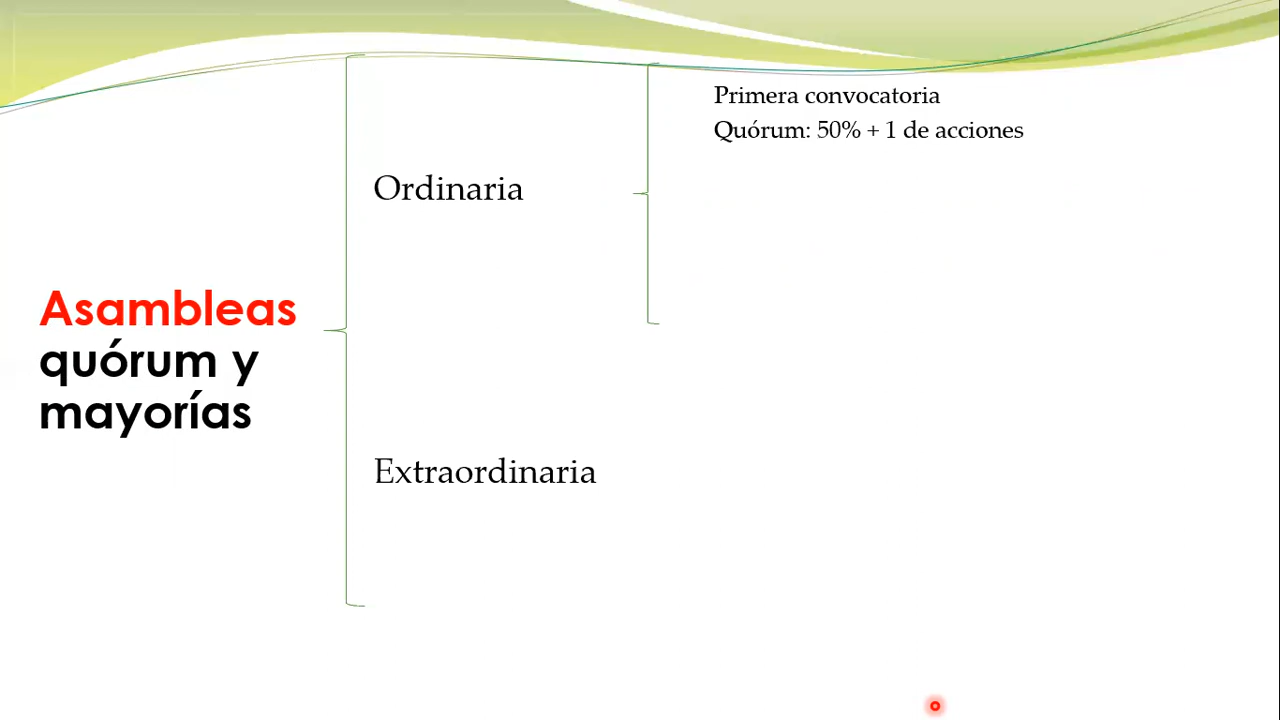 Asambleas
quórum y
mayorías
Ordinaria
Primera convocatoria
Quórum: 50% + 1 de acciones
Extraordinaria